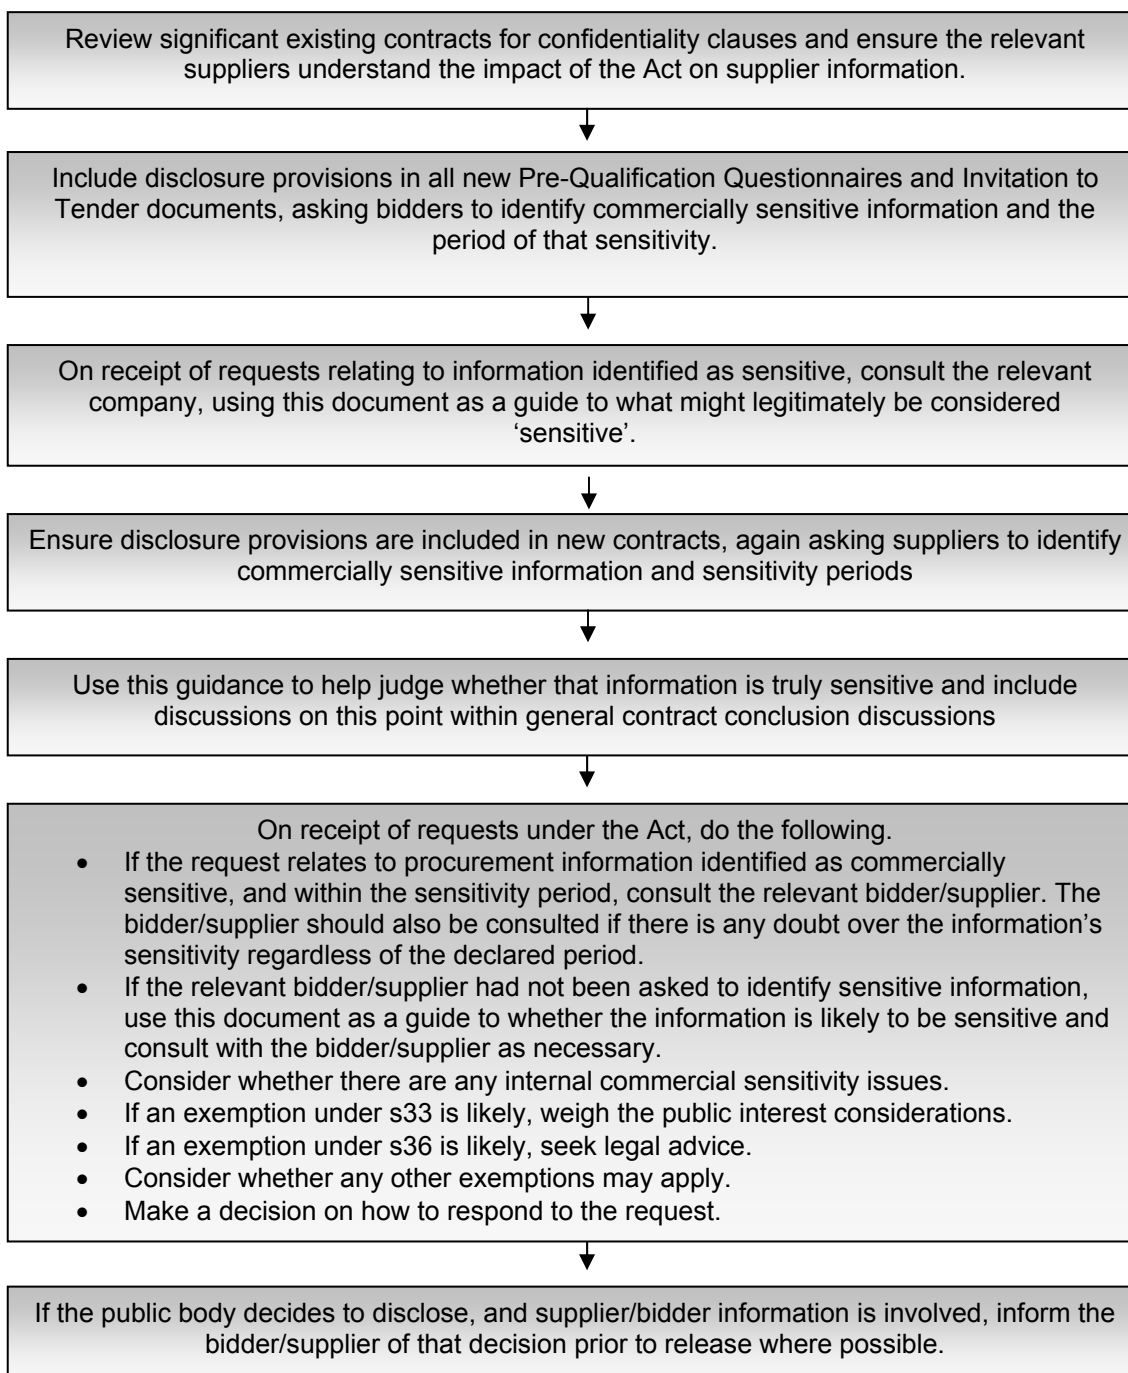 Review significant existing contracts for confidentiality clauses and ensure the relevant
suppliers understand the impact of the Act on supplier information.
Include disclosure provisions in all new Pre-Qualification Questionnaires and Invitation to
Tender documents, asking bidders to identify commercially sensitive information and the
period of that sensitivity.
On receipt of requests relating to information identified as sensitive, consult the relevant
company, using this document as a guide to what might legitimately be considered
‘sensitive’.
Ensure disclosure provisions are included in new contracts, again asking suppliers to identify
commercially sensitive information and sensitivity periods
Use this guidance to help judge whether that information is truly sensitive and include
discussions on this point within general contract conclusion discussions
On receipt of requests under the Act, do the following.
• If the request relates to procurement information identified as commercially
sensitive, and within the sensitivity period, consult the relevant bidder/supplier. The
bidder/supplier should also be consulted if there is any doubt over the information’s
sensitivity regardless of the declared period.
• If the relevant bidder/supplier had not been asked to identify sensitive information,
use this document as a guide to whether the information is likely to be sensitive and
consult with the bidder/supplier as necessary.
• Consider whether there are any internal commercial sensitivity issues.
• If an exemption under s33 is likely, weigh the public interest considerations.
• If an exemption under s36 is likely, seek legal advice.
• Consider whether any other exemptions may apply.
• Make a decision on how to respond to the request.
If the public body decides to disclose, and supplier/bidder information is involved, inform the
bidder/supplier of that decision prior to release where possible.